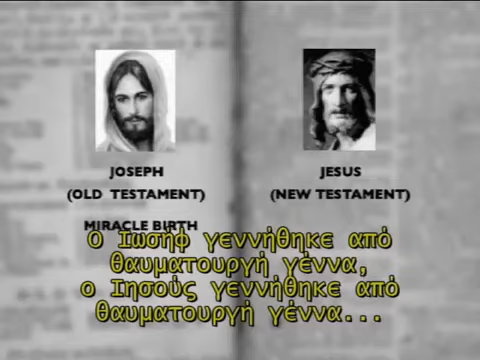 JOSEPH
(OLD TESTAMENT)
MIRACLE BIRTH
JESUS
(NEW TESTAMENT)
Ο Ιωσήφ γεννήθηκε από
θαυματουργή γέννα,
ο Ιησούς γεννήθηκε από
θαυματουργή γέννα...